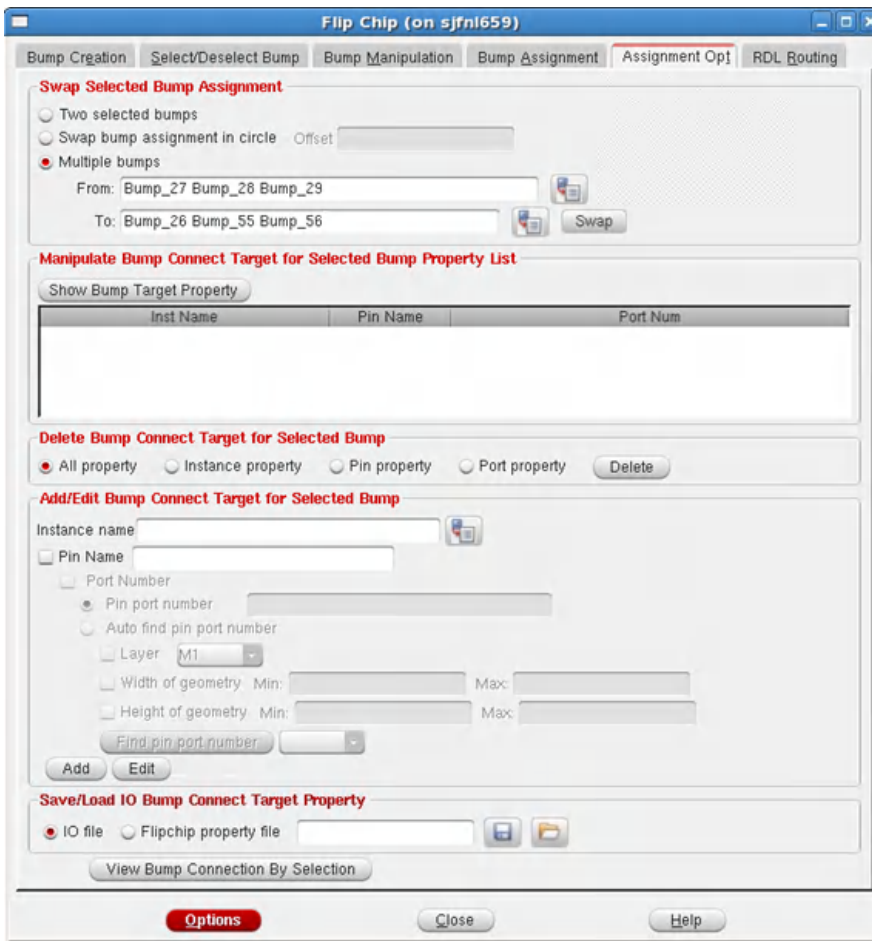 Flip Chip (on sjfnl659)
Bump Creation Select/Deselect Bump Bump Manipulation Bump Assignment Assignment Opt RDL Routing
Swap Selected Bump Assignment
Two selected bumps
Swap bump assignment in circle Offset
Multiple bumps
From: Bump_27 Bump_28 Bump_29
To: Bump_26 Bump_55 Bump_56 Swap
Manipulate Bump Connect Target for Selected Bump Property List
Show Bump Target Property
Inst Name Pin Name Port Num
Delete Bump Connect Target for Selected Bump
All property Instance property Pin property Port property Delete
Add/Edit Bump Connect Target for Selected Bump
Instance name
Pin Name
Port Number
Pin port number
Auto find pin port number
Layer M1
Width of geometry Min: Max:
Height of geometry Min: Max:
Find pin port number
Add Edit
Save/Load IO Bump Connect Target Property
IO file Flipchip property file
View Bump Connection By Selection
Options Close Help